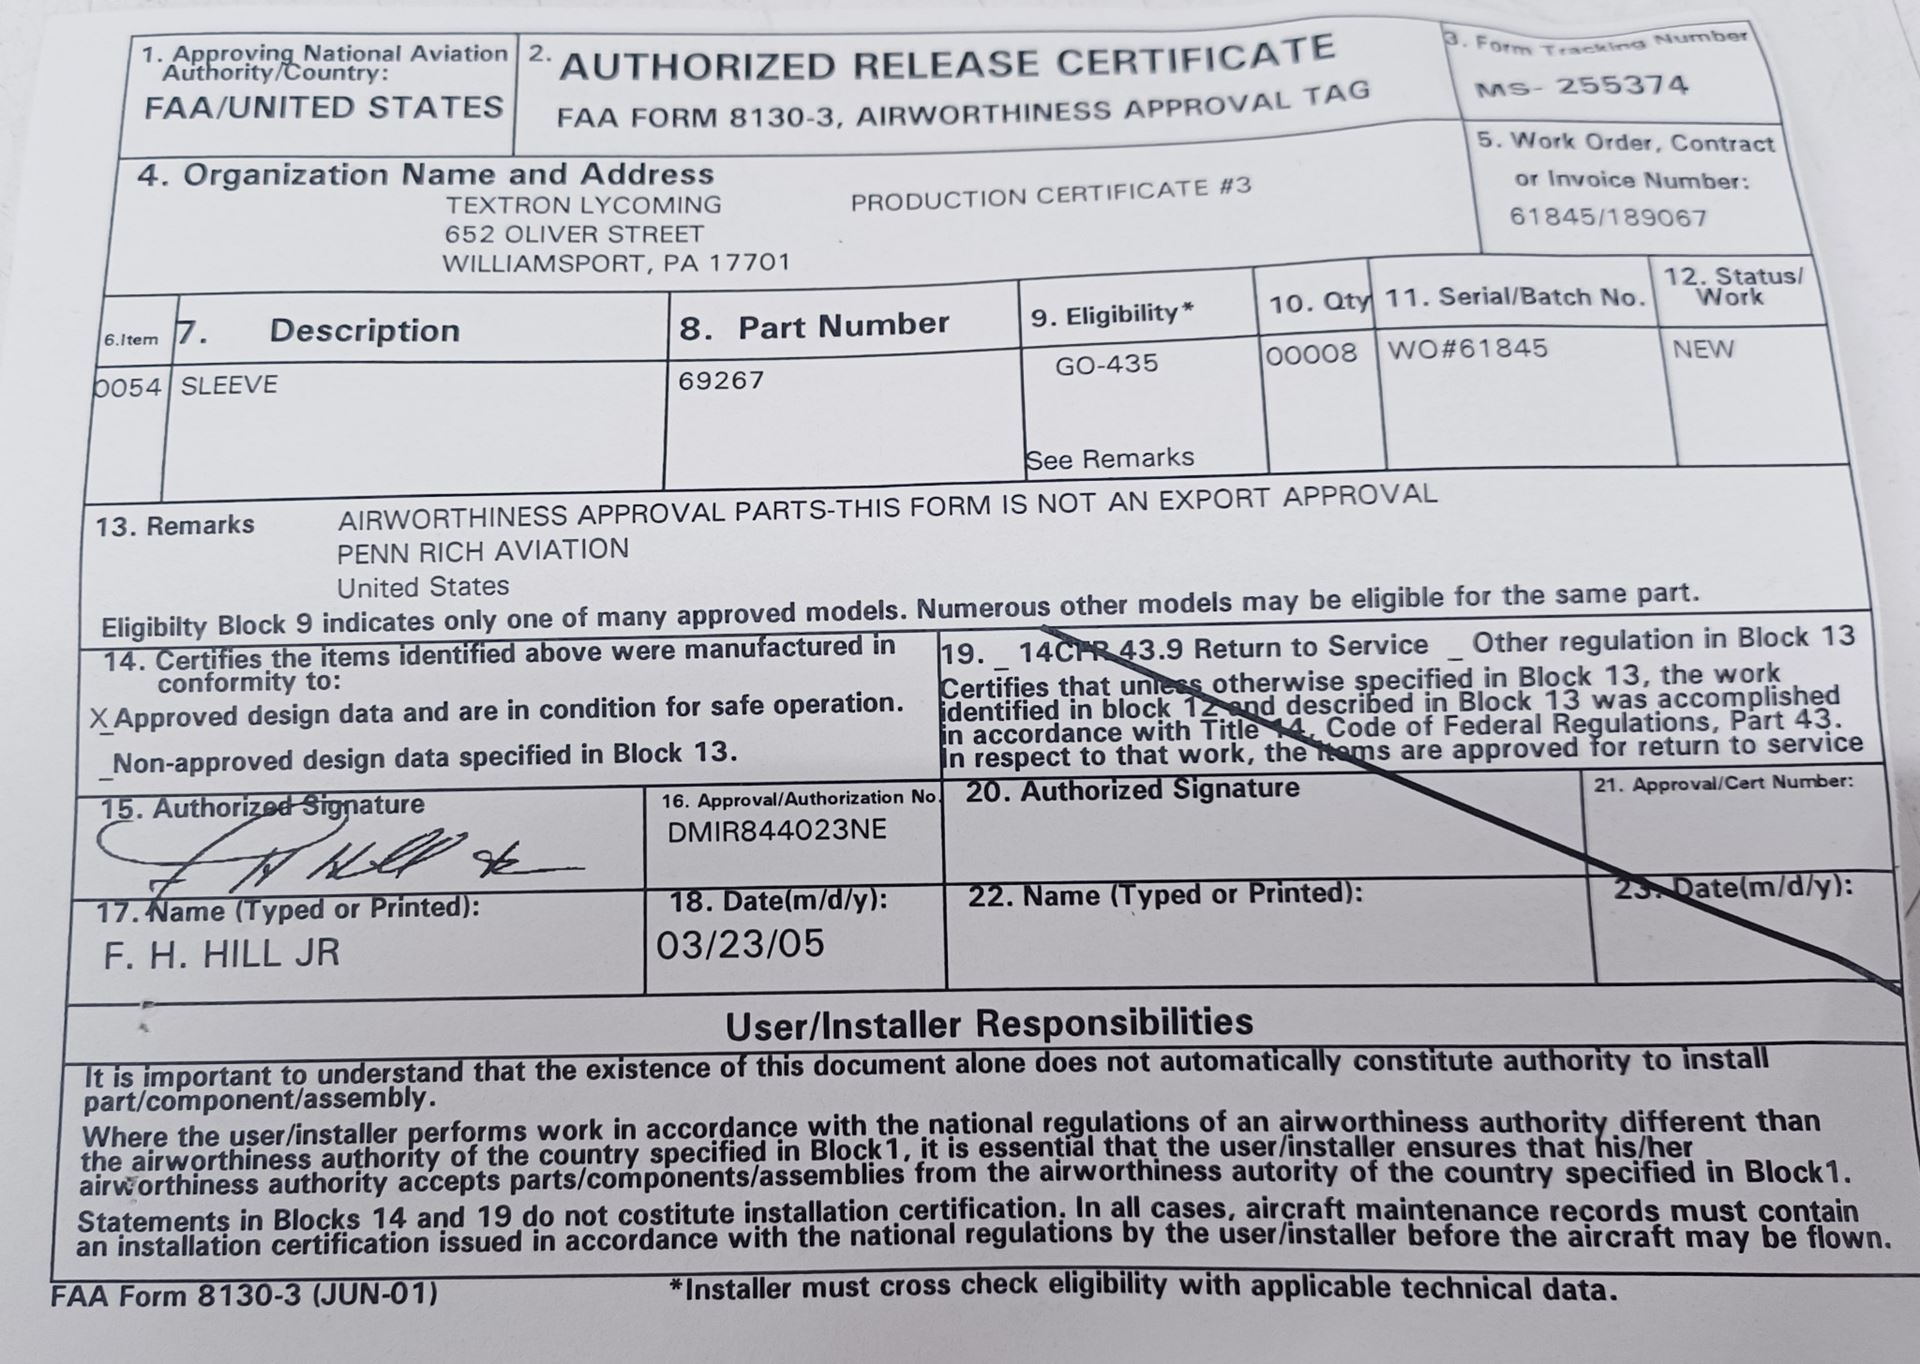 1. Approving National Aviation
Authority/Country:
FAA/UNITED STATES
2. AUTHORIZED RELEASE CERTIFICATE
FAA FORM 8130-3, AIRWORTHINESS APPROVAL TAG
3. Form Tracking Number
MS- 255374
4. Organization Name and Address
TEXTRON LYCOMING
652 OLIVER STREET
WILLIAMSPORT, PA 17701
PRODUCTION CERTIFICATE #3
5. Work Order, Contract
or Invoice Number:
61845/189067
6.Item 7. Description 8. Part Number 9. Eligibility* 10. Qty 11. Serial/Batch No. 12. Status/
Work
0054 SLEEVE 69267 GO-435 00008 WO#61845 NEW
See Remarks
13. Remarks AIRWORTHINESS APPROVAL PARTS-THIS FORM IS NOT AN EXPORT APPROVAL
PENN RICH AVIATION
United States
Eligibilty Block 9 indicates only one of many approved models. Numerous other models may be eligible for the same part.
14. Certifies the items identified above were manufactured in
conformity to:
X Approved design data and are in condition for safe operation.
_Non-approved design data specified in Block 13.
19. _ 14CFR 43.9 Return to Service _ Other regulation in Block 13
Certifies that unless otherwise specified in Block 13, the work
identified in block 12 and described in Block 13 was accomplished
in accordance with Title 14, Code of Federal Regulations, Part 43.
in respect to that work, the items are approved for return to service
15. Authorized Signature
F H Hill Jr
16. Approval/Authorization No.
DMIR844023NE
20. Authorized Signature
21. Approval/Cert Number:
17. Name (Typed or Printed):
F. H. HILL JR
18. Date(m/d/y):
03/23/05
22. Name (Typed or Printed):
23. Date(m/d/y):
User/Installer Responsibilities
It is important to understand that the existence of this document alone does not automatically constitute authority to install
part/component/assembly.
Where the user/installer performs work in accordance with the national regulations of an airworthiness authority different than
the airworthiness authority of the country specified in Block1, it is essential that the user/installer ensures that his/her
airworthiness authority accepts parts/components/assemblies from the airworthiness autority of the country specified in Block1.
Statements in Blocks 14 and 19 do not costitute installation certification. In all cases, aircraft maintenance records must contain
an installation certification issued in accordance with the national regulations by the user/installer before the aircraft may be flown.
FAA Form 8130-3 (JUN-01)
*Installer must cross check eligibility with applicable technical data.